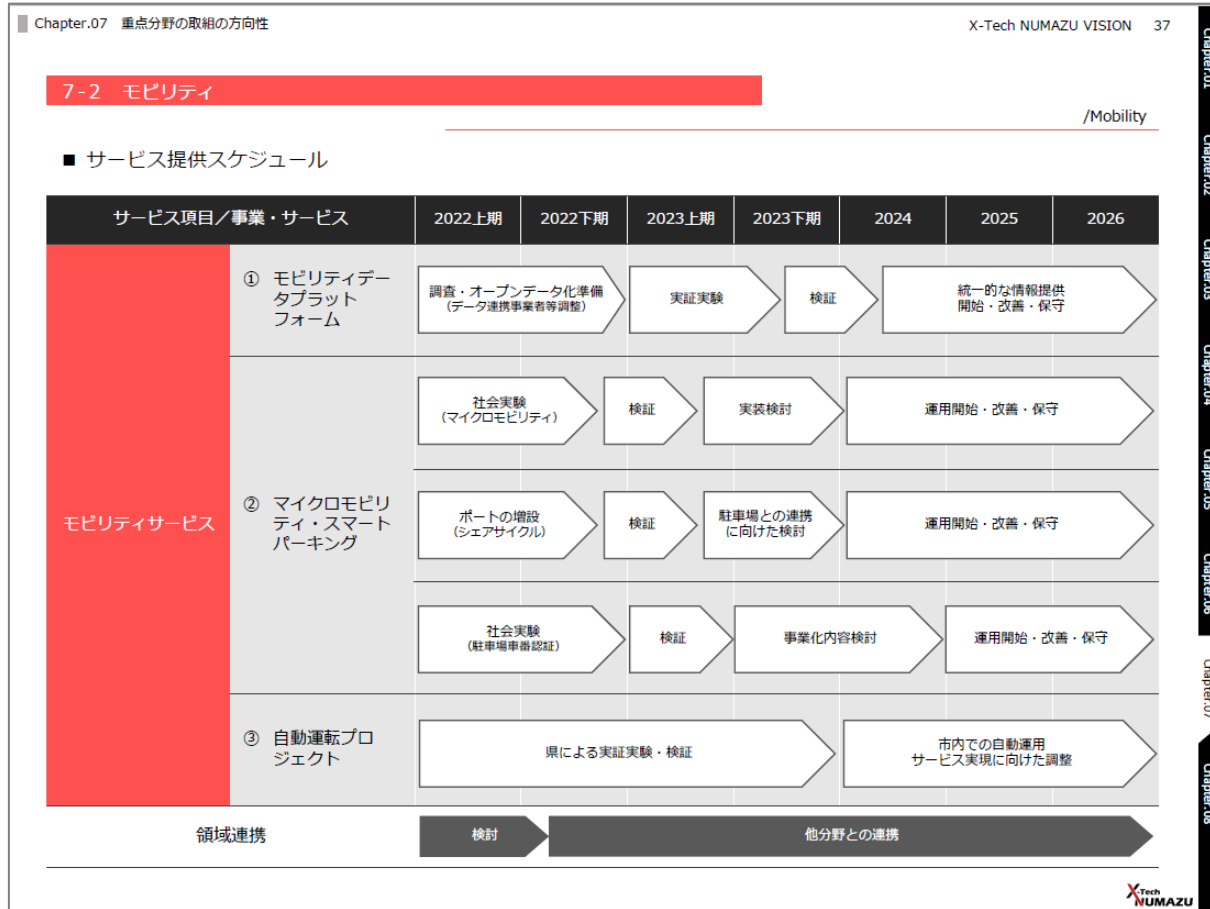 Chapter.07 重点分野の取組の方向性
X-Tech NUMAZU VISION 37
7-2 モビリティ
/Mobility
■ サービス提供スケジュール
サービス項目/事業・サービス 2022上期 2022下期 2023上期 2023下期 2024 2025 2026
モビリティサービス
① モビリティデー
タプラット
フォーム
調査・オープンデータ化準備
(データ連携事業者等調整)
実証実験
検証
統一的な情報提供
開始・改善・保守
② マイクロモビリ
ティ・スマート
パーキング
社会実験
(マイクロモビリティ)
検証
実装検討
運用開始・改善・保守
ポートの増設
(シェアサイクル)
検証
駐車場との連携
に向けた検討
運用開始・改善・保守
社会実験
(駐車場車番認証)
検証
事業化内容検討
運用開始・改善・保守
③ 自動運転プロ
ジェクト
県による実証実験・検証
市内での自動運用
サービス実現に向けた調整
領域連携
検討
他分野との連携
X-Tech
NUMAZU
Chapter.01
Chapter.02
Chapter.03
Chapter.04
Chapter.05
Chapter.06
Chapter.07
Chapter.08